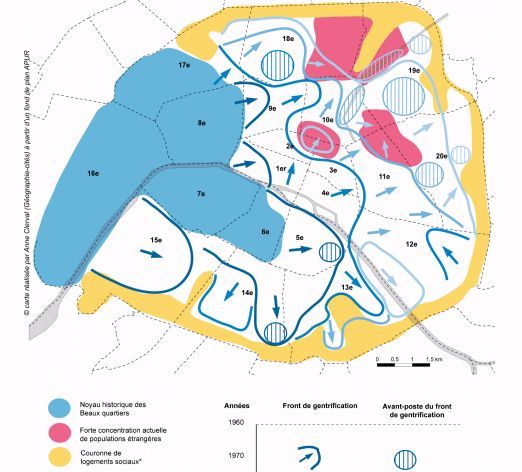 © carte réalisée par Anne Clerval (Géographie-cités) à partir d'un fond de plan APUR
18e
17e
19e
9e
10e
8e
2e
20e
16e
1er
3e
11e
7e
4e
6e
5e
15e
12e
14e
13e
0 0,5 1 1,5 km
Noyau historique des
Beaux quartiers
Forte concentration actuelle
de populations étrangères
Couronne de
logements sociaux*
Années
Front de gentrification
Avant-poste du front
de gentrification
1960
1970